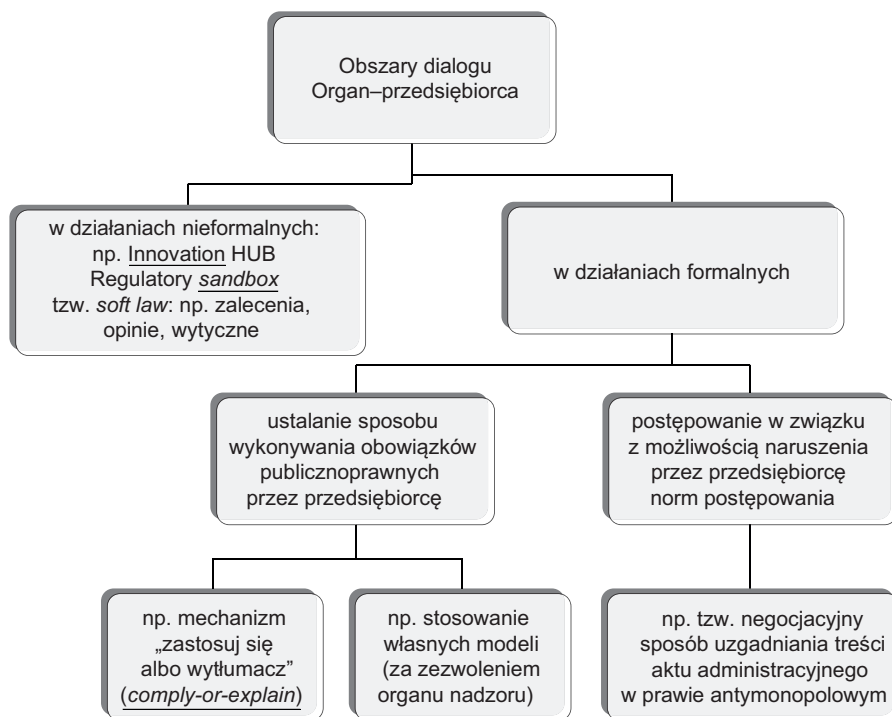 Obszary dialogu
Organ–przedsiębiorca
w działaniach nieformalnych:
np. Innovation HUB
Regulatory sandbox
tzw. soft law: np. zalecenia,
opinie, wytyczne
w działaniach formalnych
ustalanie sposobu
wykonywania obowiązków
publicznoprawnych
przez przedsiębiorcę
postępowanie w związku
z możliwością naruszenia
przez przedsiębiorcę
norm postępowania
np. mechanizm
„zastosuj się
albo wytłumacz”
(comply-or-explain)
np. stosowanie
własnych modeli
(za zezwoleniem
organu nadzoru)
np. tzw. negocjacyjny
sposób uzgadniania treści
aktu administracyjnego
w prawie antymonopolowym